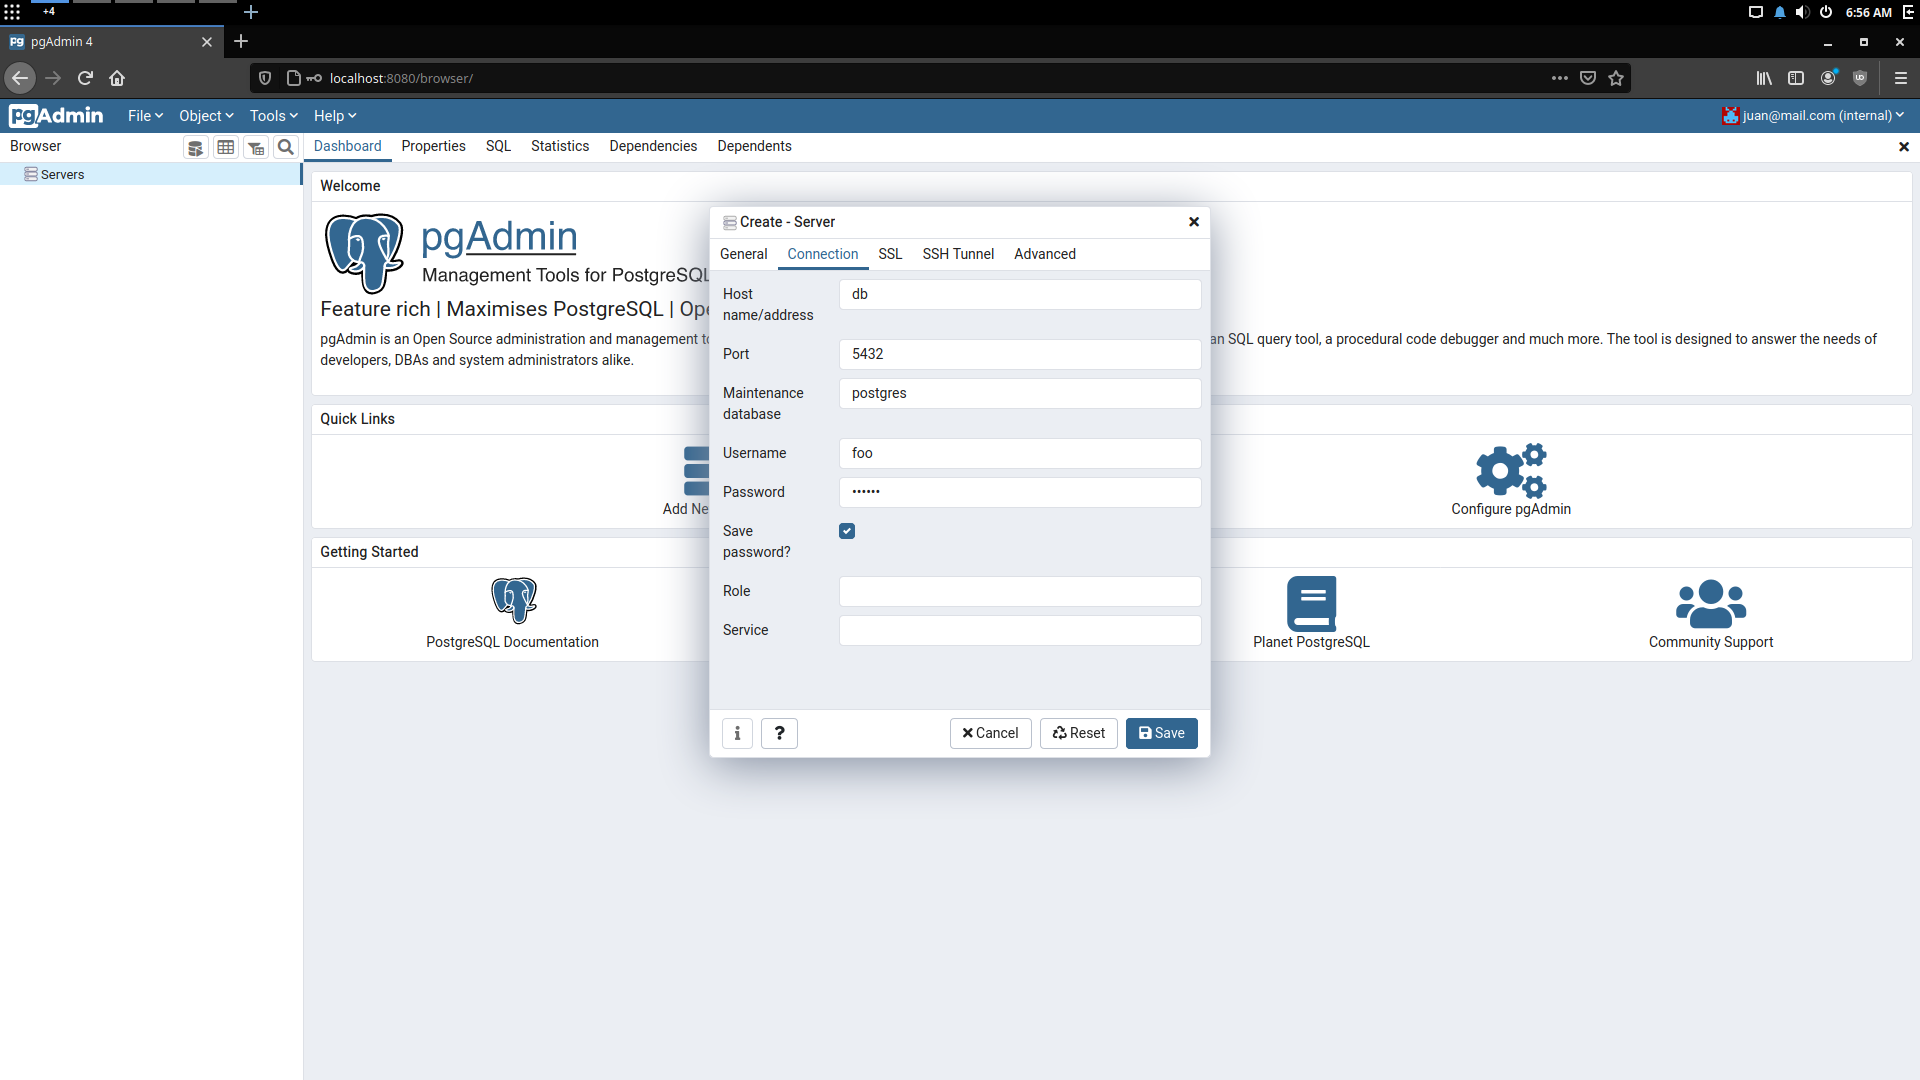 +4
6:56 AM
pgAdmin 4
localhost:8080/browser/
pgAdmin
File
Object
Tools
Help
juan@mail.com (internal)
Browser
Dashboard
Properties
SQL
Statistics
Dependencies
Dependents
Servers
Welcome
pgAdmin
Management Tools for PostgreSQL
Feature rich | Maximises PostgreSQL | Ope
pgAdmin is an Open Source administration and management to
an SQL query tool, a procedural code debugger and much more. The tool is designed to answer the needs of
developers, DBAs and system administrators alike.
Quick Links
Add Ne
Configure pgAdmin
Getting Started
PostgreSQL Documentation
Planet PostgreSQL
Community Support
Create - Server
General
Connection
SSL
SSH Tunnel
Advanced
Host
name/address
db
Port
5432
Maintenance
database
postgres
Username
foo
Password
••••••
Save
password?
Role
Service
i
?
Cancel
Reset
Save